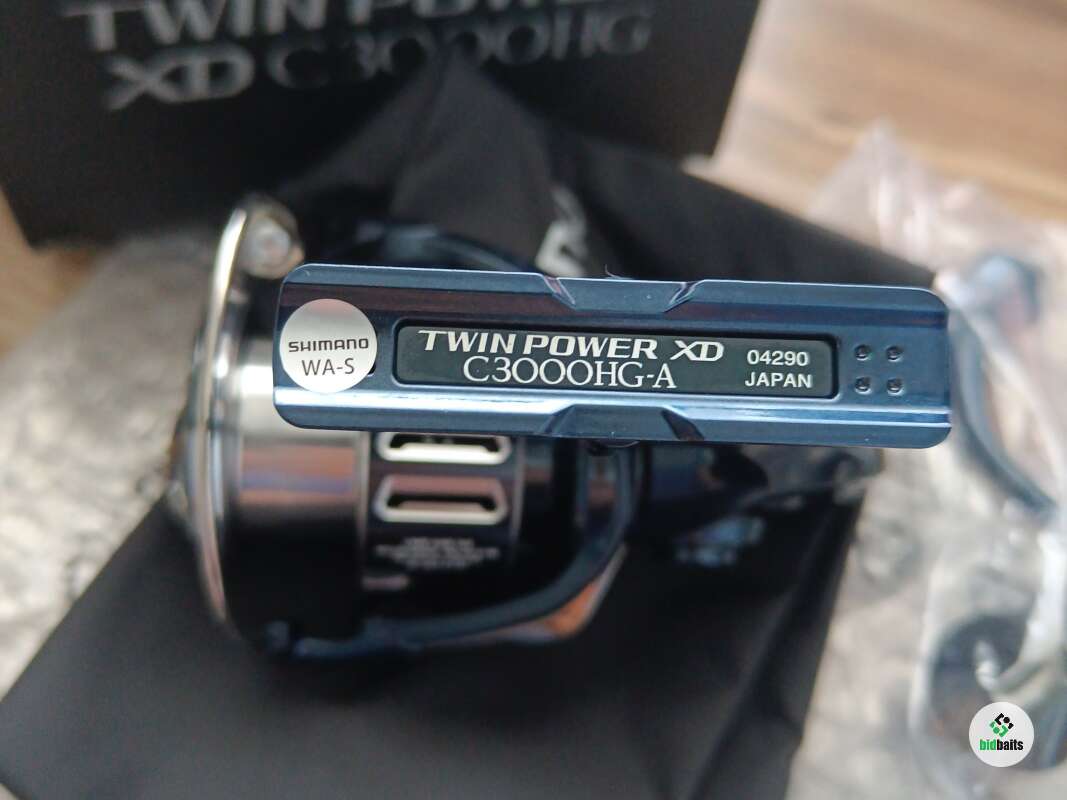 TWIN POWER
XD C3000HG
SHIMANO
WA-S
TWIN POWER XD
C3000HG-A
04290
JAPAN
bidbaits